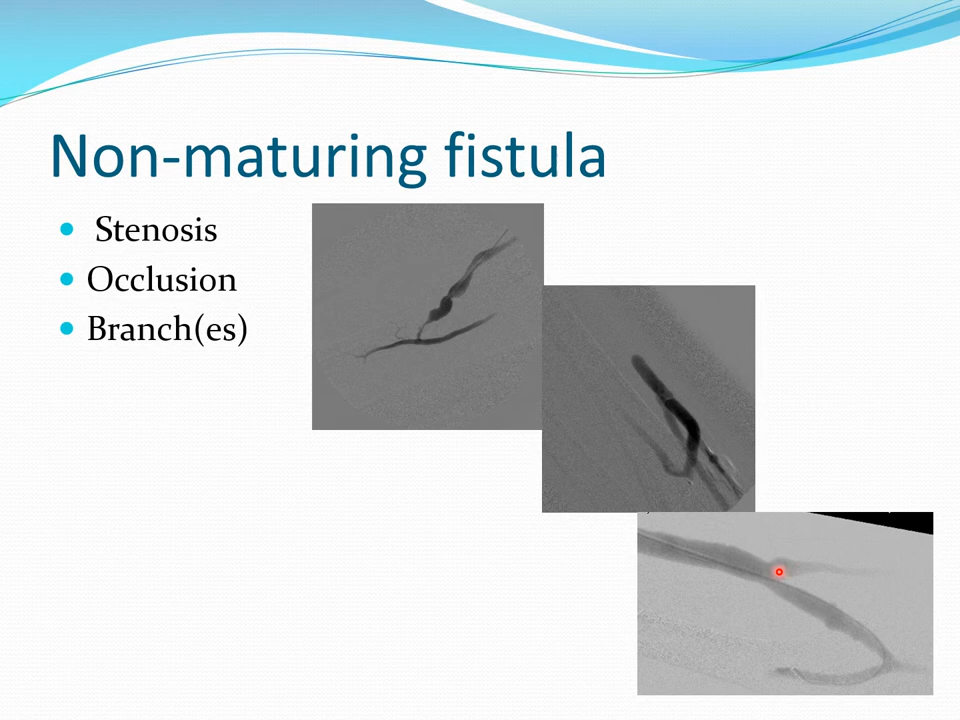 Non-maturing fistula
Stenosis
Occlusion
Branch(es)